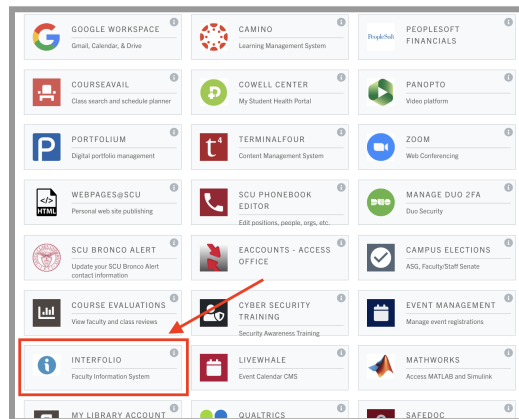 GOOGLE WORKSPACE
Gmail, Calendar, & Drive
CAMINO
Learning Management System
PeopleSoft
PEOPLESOFT
FINANCIALS
COURSEAVAIL
Class search and schedule planner
COWELL CENTER
My Student Health Portal
PANOPTO
Video platform
PORTFOLIUM
Digital portfolio management
t4
TERMINALFOUR
Content Management System
ZOOM
Web Conferencing
</>
HTML
WEBPAGES@SCU
Personal web site publishing
SCU PHONEBOOK
EDITOR
Edit positions, people, orgs, etc.
DUO
MANAGE DUO 2FA
Duo Security
SCU BRONCO ALERT
Update your SCU Bronco Alert
contact information
EACCOUNTS - ACCESS
OFFICE
CAMPUS ELECTIONS
ASG, Faculty/Staff Senate
COURSE EVALUATIONS
View faculty and class reviews
CYBER SECURITY
TRAINING
Security Awareness Training
EVENT MANAGEMENT
Manage event registrations
INTERFOLIO
Faculty Information System
LIVEWHALE
Event Calendar CMS
MATHWORKS
Access MATLAB and Simulink
MY LIBRARY ACCOUNT
QUALTRICS
SAFEDOC